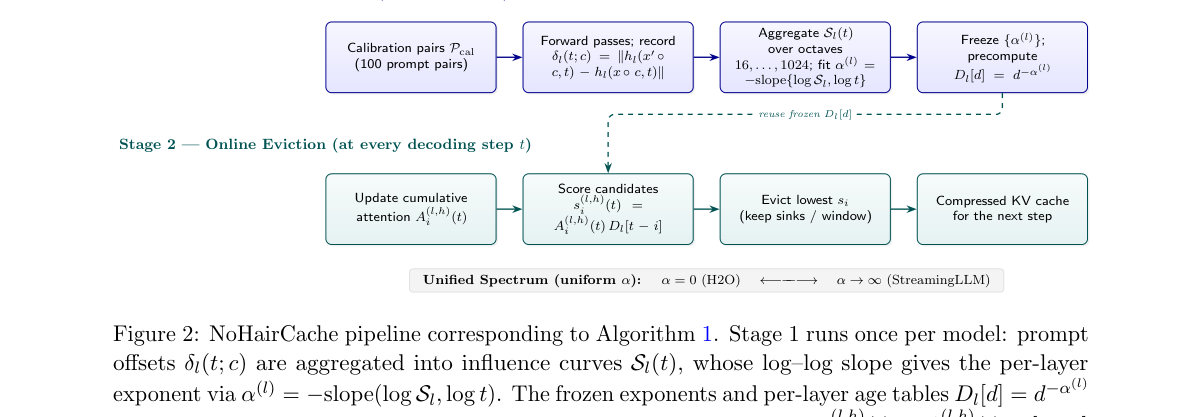 Calibration pairs 𝒫cal
(100 prompt pairs)
Forward passes; record
δ_l(t; c) = ‖h_l(x′ ∘
c, t) − h_l(x ∘ c, t)‖
Aggregate 𝒮_l(t)
over octaves
16, . . . , 1024; fit α^(l) =
−slope{log 𝒮_l, log t}
Freeze {α^(l)};
precompute
D_l[d] = d^{−α^(l)}
reuse frozen D_l[d]
Stage 2 — Online Eviction (at every decoding step t)
Update cumulative
attention A_i^(l,h)(t)
Score candidates
s_i^(l,h)(t) =
A_i^(l,h)(t) D_l[t − i]
Evict lowest s_i
(keep sinks / window)
Compressed KV cache
for the next step
Unified Spectrum (uniform α): α = 0 (H2O) ⟵⟶ α → ∞ (StreamingLLM)
Figure 2: NoHairCache pipeline corresponding to Algorithm 1. Stage 1 runs once per model: prompt
offsets δ_l(t; c) are aggregated into influence curves 𝒮_l(t), whose log–log slope gives the per-layer
exponent via α^(l) = −slope(log 𝒮_l, log t). The frozen exponents and per-layer age tables D_l[d] = d^{−α^(l)}